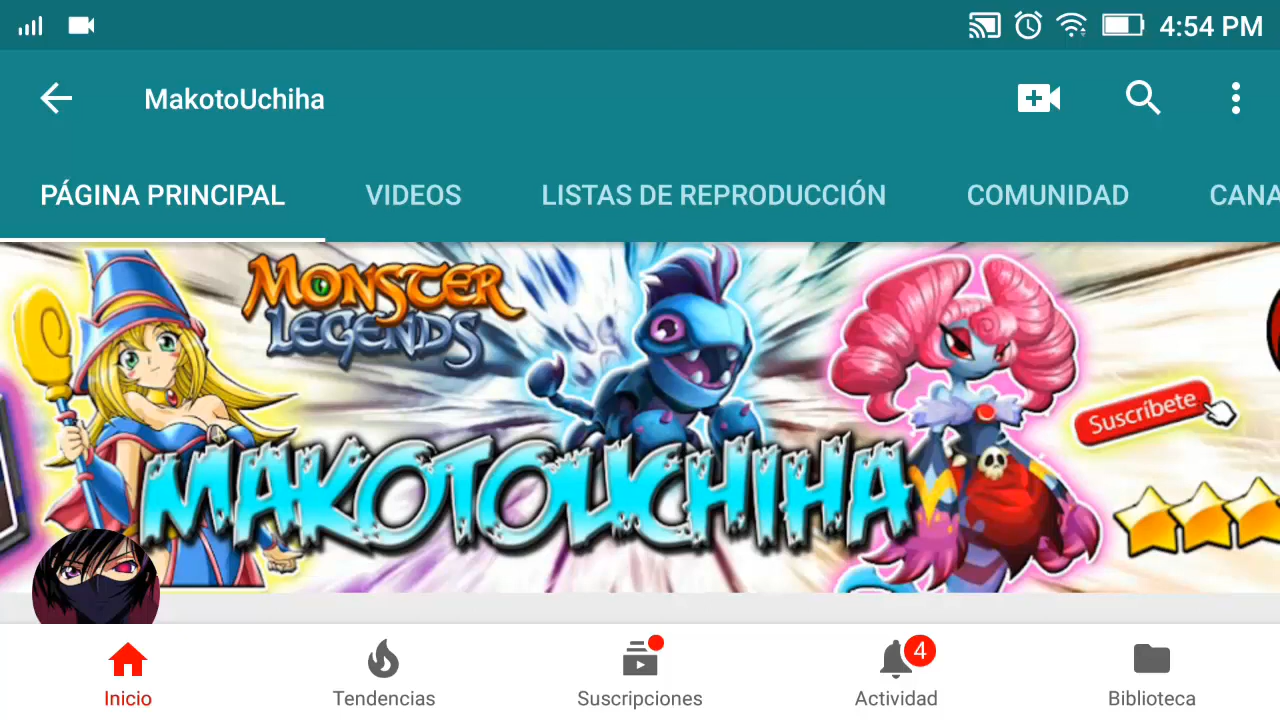 4:54 PM
MakotoUchiha
PÁGINA PRINCIPAL VIDEOS LISTAS DE REPRODUCCIÓN COMUNIDAD CANA
MONSTER
LEGENDS
Suscríbete
MAKOTOUCHIHA
4
Inicio Tendencias Suscripciones Actividad Biblioteca